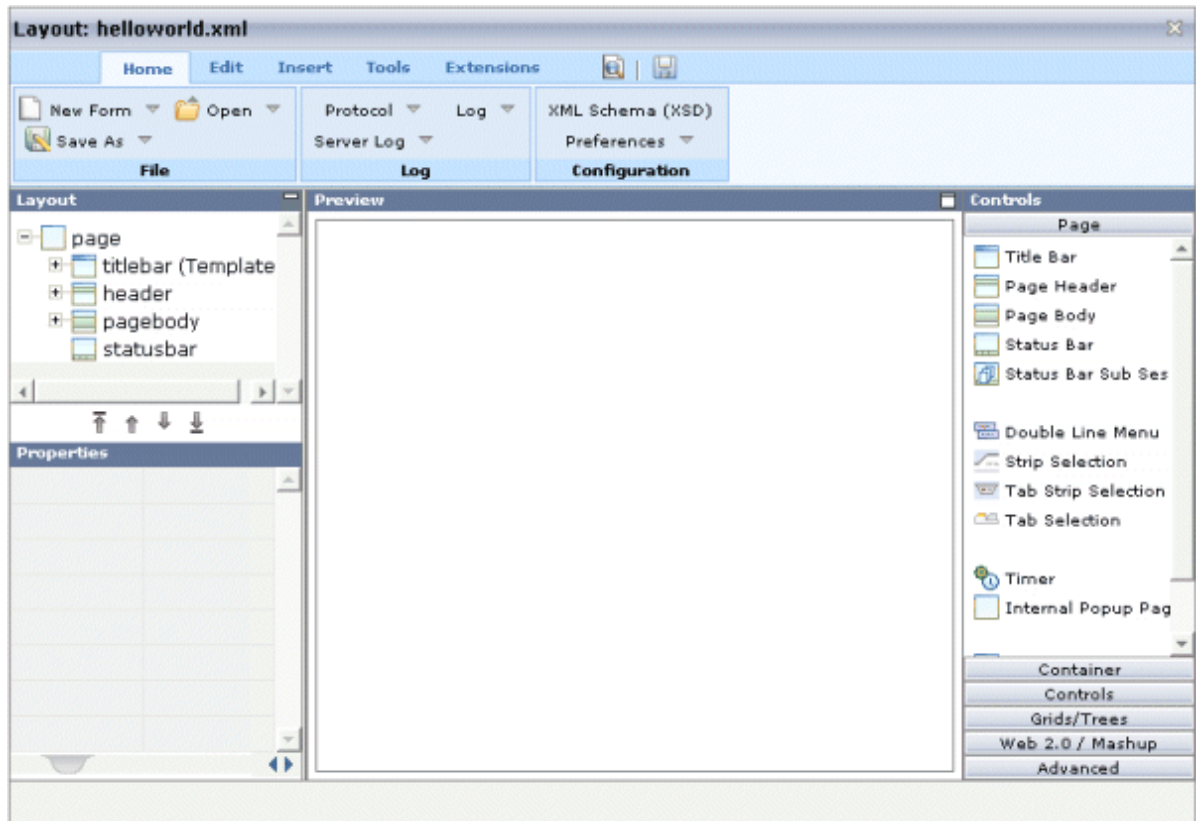 Layout: helloworld.xml
Home Edit Insert Tools Extensions
New Form Open
Save As
File
Protocol Log
Server Log
Log
XML Schema (XSD)
Preferences
Configuration
Layout
page
titlebar (Template
header
pagebody
statusbar
Properties
Preview
Controls
Page
Title Bar
Page Header
Page Body
Status Bar
Status Bar Sub Ses
Double Line Menu
Strip Selection
Tab Strip Selection
Tab Selection
Timer
Internal Popup Pag
Container
Controls
Grids/Trees
Web 2.0 / Mashup
Advanced